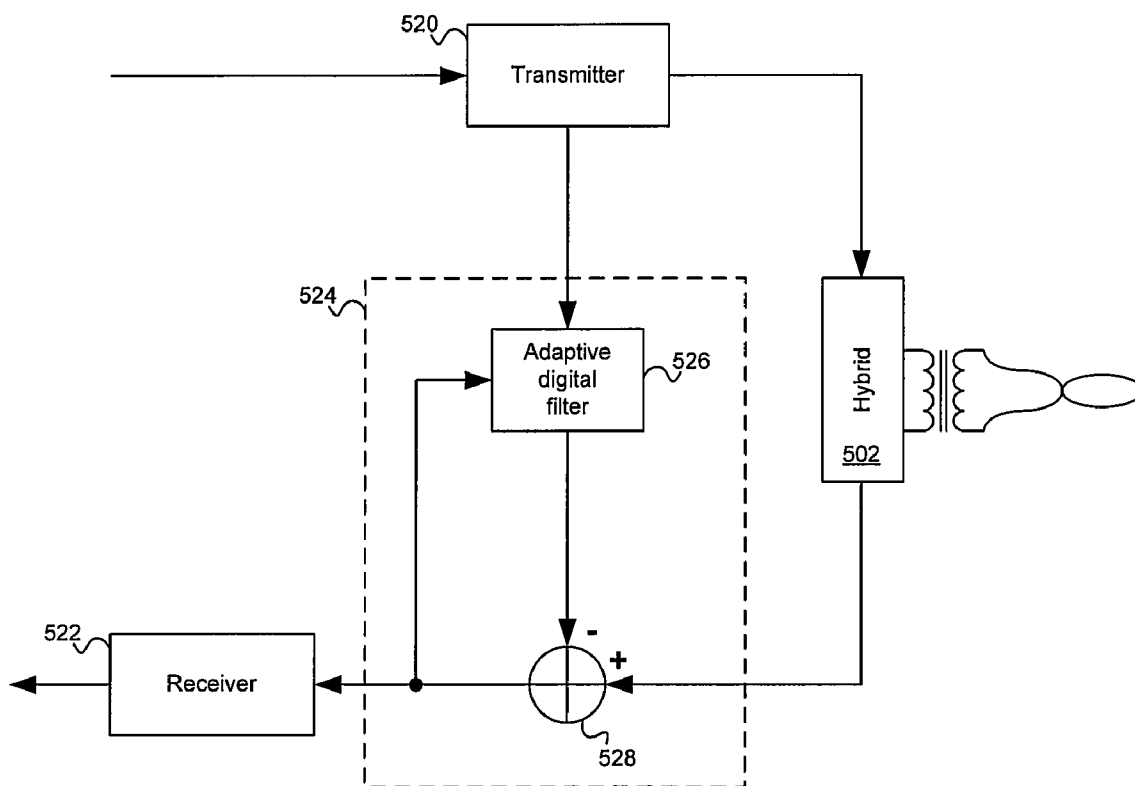 520
Transmitter
524
Adaptive
digital
filter
526
Hybrid
502
-
+
522
Receiver
528